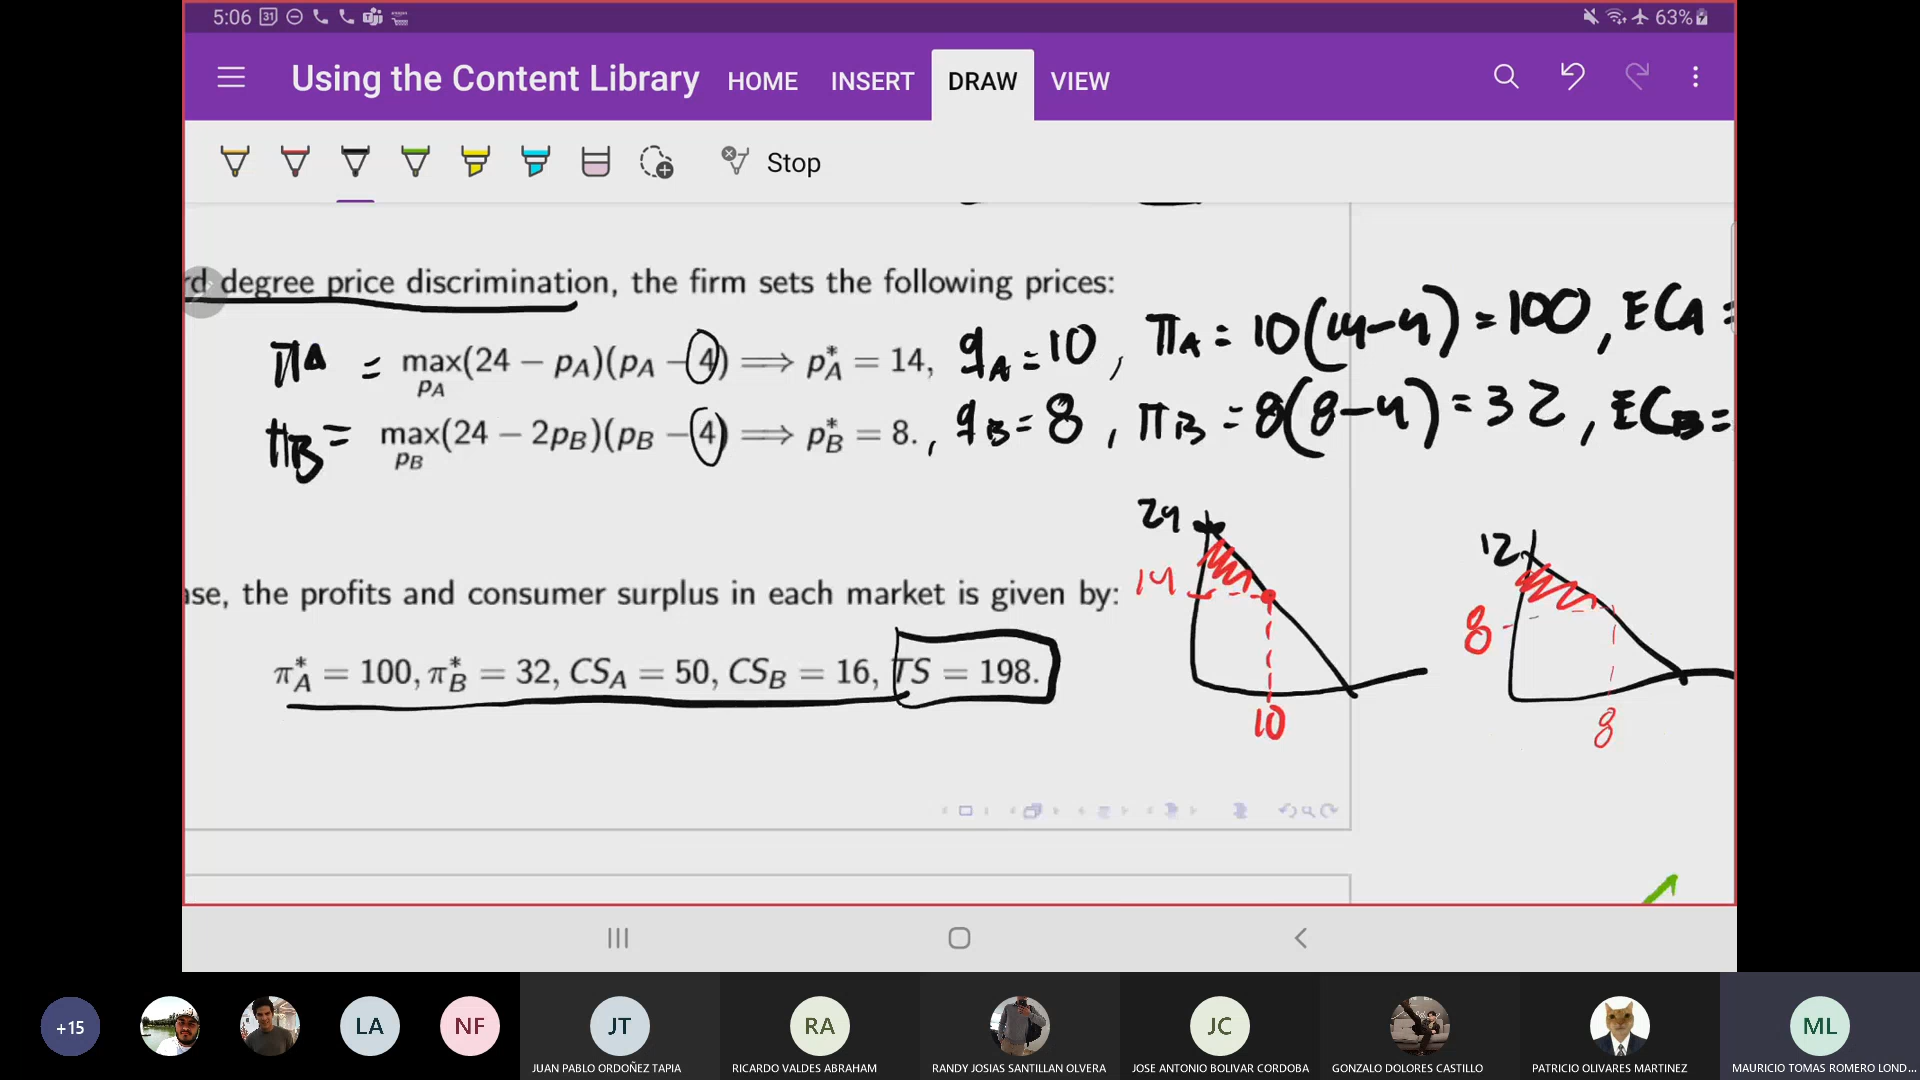 5:06 31 63%
Using the Content Library HOME INSERT DRAW VIEW
Stop
rd degree price discrimination, the firm sets the following prices:
πA = max(24 − pA)(pA − 4) ⟹ p*A = 14, qA = 10, πA = 10(14−4) = 100, ECA =
pA
πB = max(24 − 2pB)(pB − 4) ⟹ p*B = 8. , qB = 8, πB = 8(8−4) = 32, ECB =
pB
24
12
14
ase, the profits and consumer surplus in each market is given by:
8
π*A = 100, π*B = 32, CSA = 50, CSB = 16, TS = 198.
10
8
+15
LA
NF
JT
RA
JC
ML
JUAN PABLO ORDOÑEZ TAPIA
RICARDO VALDES ABRAHAM
RANDY JOSIAS SANTILLAN OLVERA
JOSE ANTONIO BOLIVAR CORDOBA
GONZALO DOLORES CASTILLO
PATRICIO OLIVARES MARTINEZ
MAURICIO TOMAS ROMERO LOND...